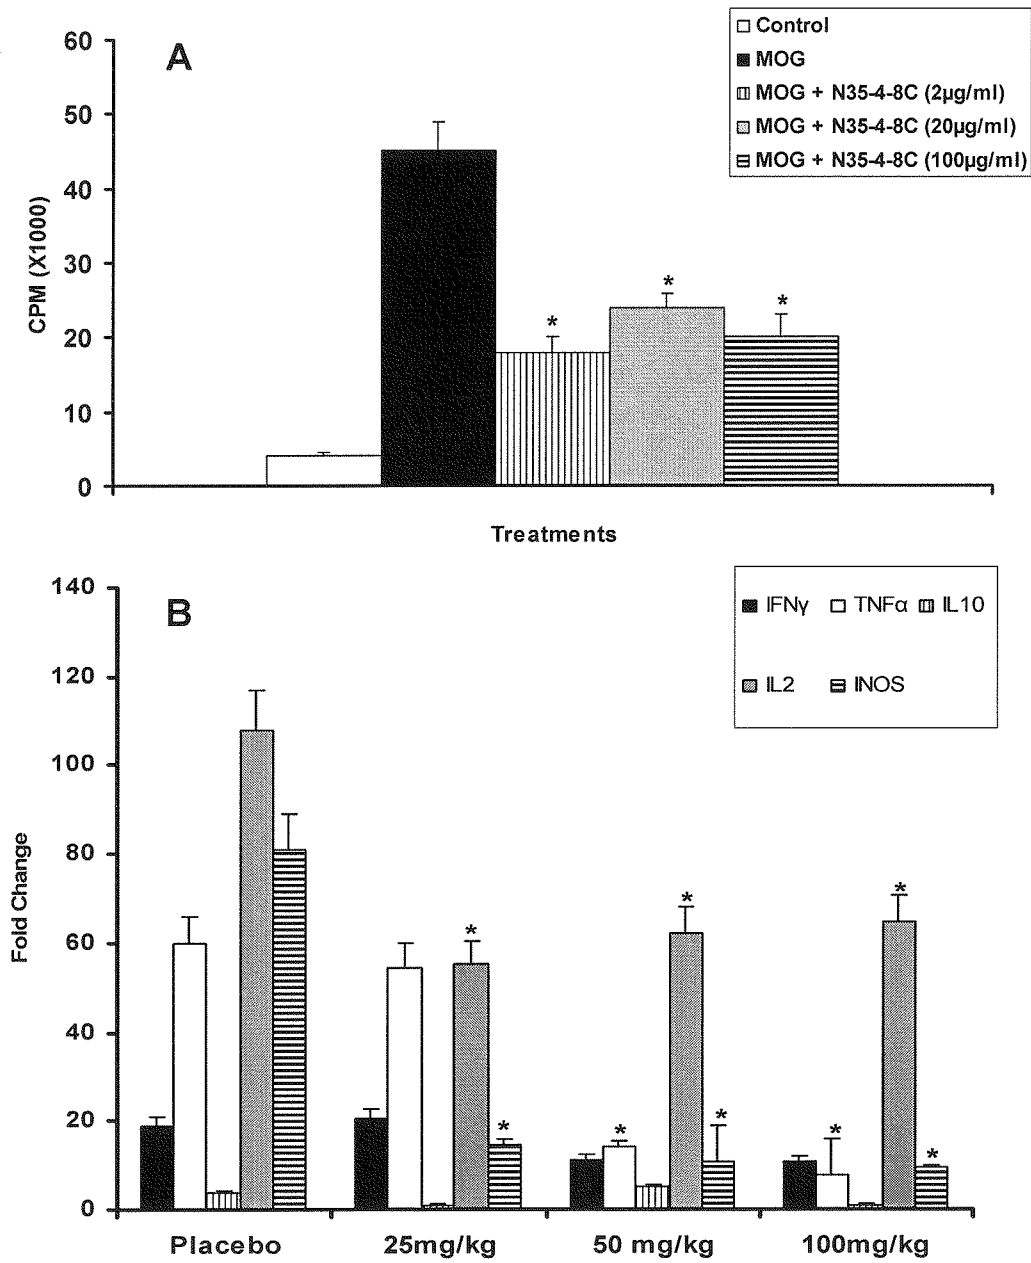 A
Control
MOG
MOG + N35-4-8C (2µg/ml)
MOG + N35-4-8C (20µg/ml)
MOG + N35-4-8C (100µg/ml)
60
50
40
30
20
10
0
CPM (X1000)
*
*
*
Treatments
B
IFNγ TNFα IL10
IL2 INOS
140
120
100
80
60
40
20
0
Fold Change
*
*
*
*
*
*
*
*
Placebo 25mg/kg 50 mg/kg 100mg/kg